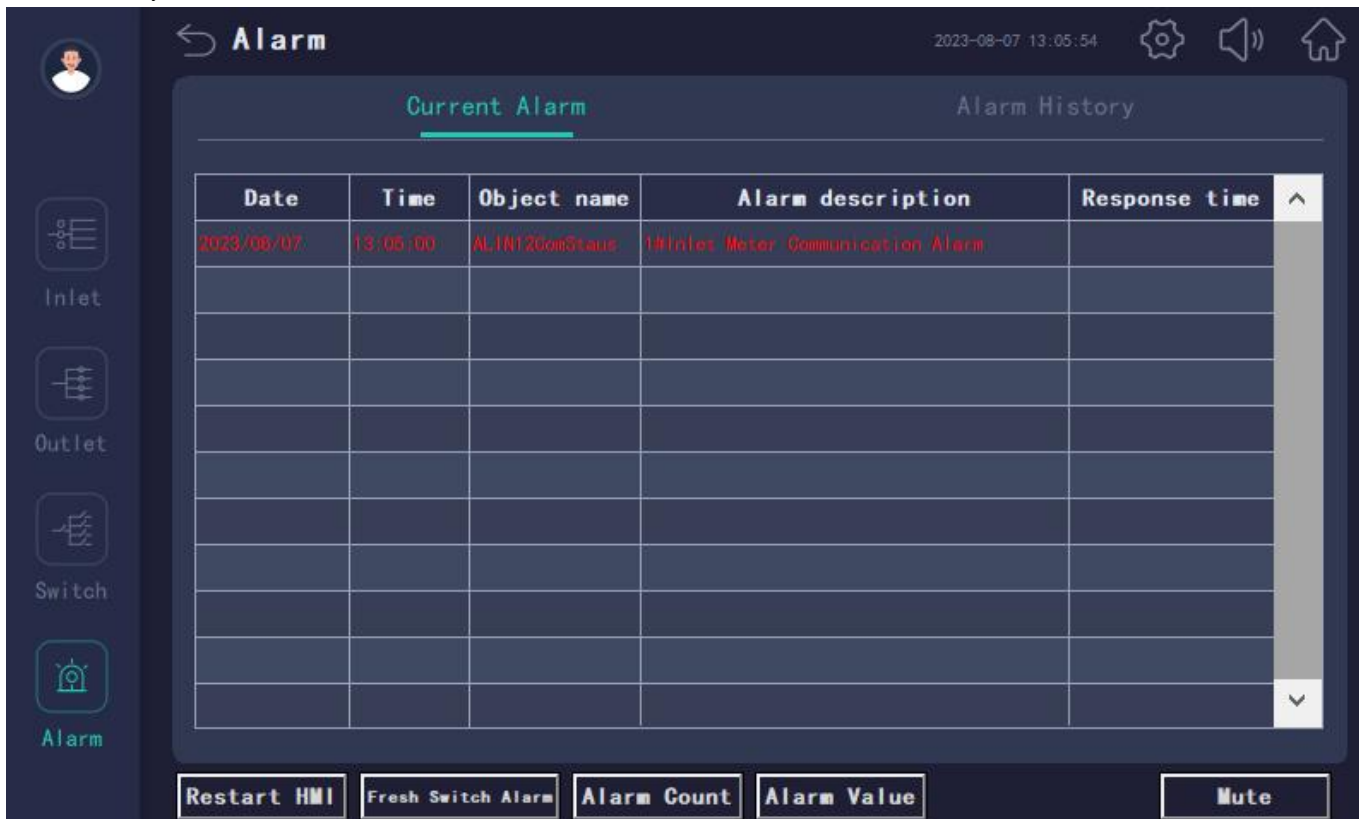 Alarm
2023-08-07 13:05:54
Current Alarm
Alarm History
Date Time Object name Alarm description Response time
2023/08/07 13:05:00 ALIN12ComStaus 1#Inlet Meter Communication Alarm
Inlet
Outlet
Switch
Alarm
Restart HMI Fresh Switch Alarm Alarm Count Alarm Value Mute